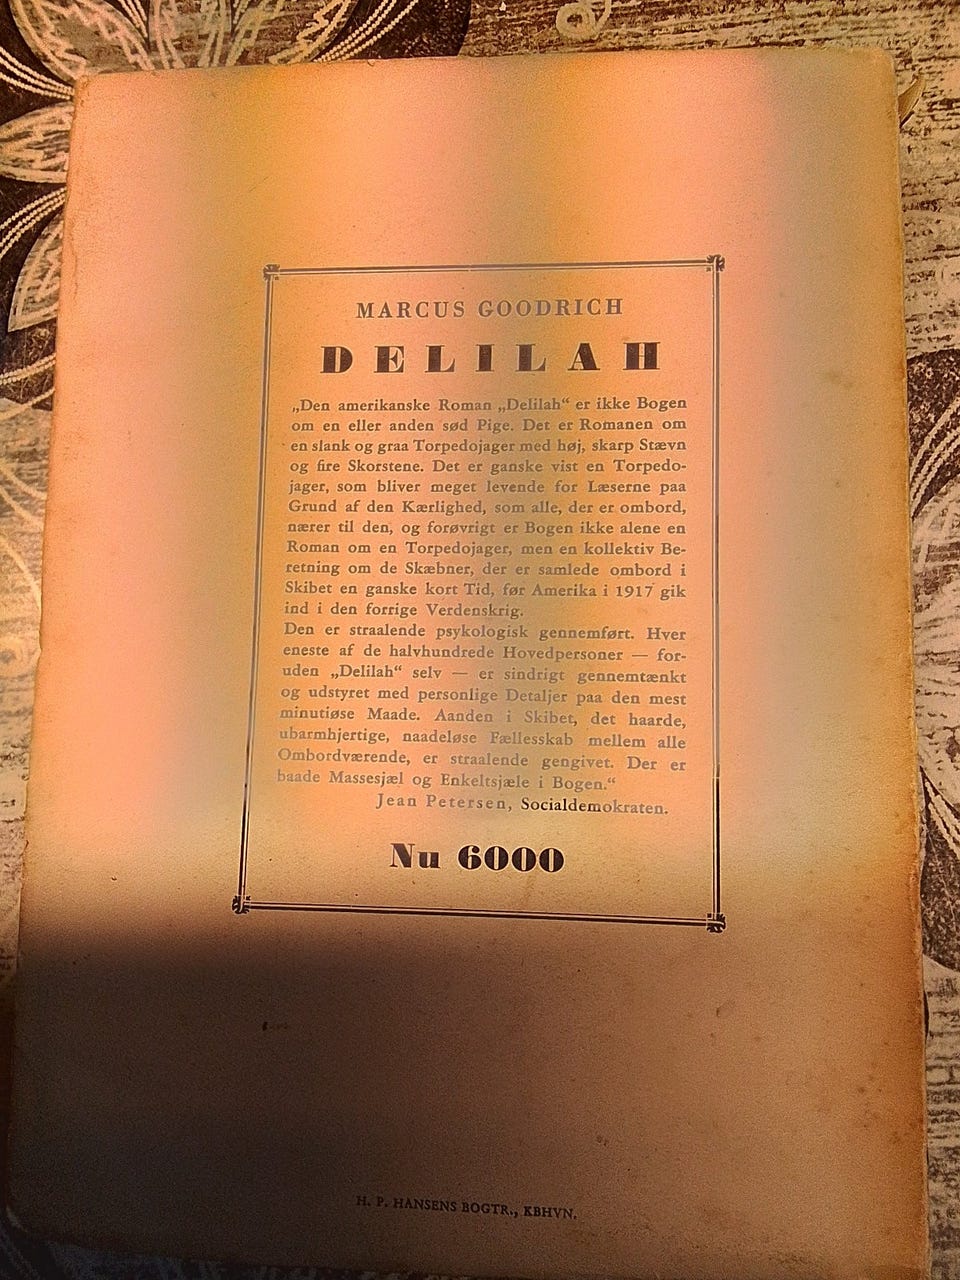 MARCUS GOODRICH
DELILAH
„Den amerikanske Roman „Delilah“ er ikke Bogen
om en eller anden sød Pige. Det er Romanen om
en slank og graa Torpedojager med høj, skarp Stævn
og fire Skorstene. Det er ganske vist en Torpedo-
jager, som bliver meget levende for Læserne paa
Grund af den Kærlighed, som alle, der er ombord,
nærer til den, og forøvrigt er Bogen ikke alene en
Roman om en Torpedojager, men en kollektiv Be-
retning om de Skæbner, der er samlede ombord i
Skibet en ganske kort Tid, før Amerika i 1917 gik
ind i den forrige Verdenskrig.
Den er straalende psykologisk gennemført. Hver
eneste af de halvhundrede Hovedpersoner — for-
uden „Delilah“ selv — er sindrigt gennemtænkt
og udstyret med personlige Detaljer paa den mest
minutiøse Maade. Aanden i Skibet, det haarde,
ubarmhjertige, naadeløse Fællesskab mellem alle
Ombordværende, er straalende gengivet. Der er
baade Massesjæl og Enkeltsjæle i Bogen.“
Jean Petersen, Socialdemokraten.
Nu 6000
H. P. HANSENS BOGTR., KBHVN.